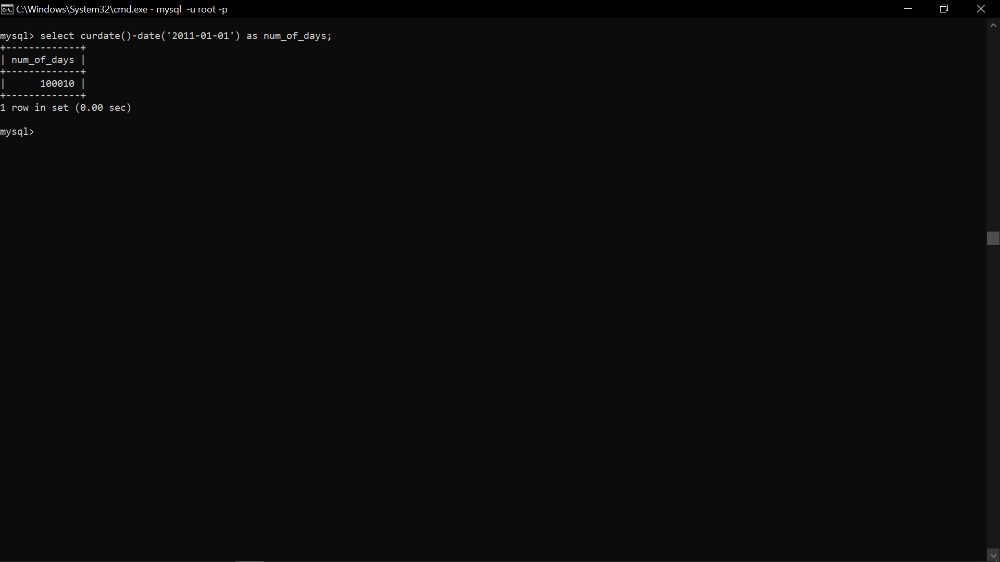 C:\Windows\System32\cmd.exe - mysql  -u root -p
mysql> select curdate()-date('2011-01-01') as num_of_days;
+-------------+
| num_of_days |
+-------------+
|      100010 |
+-------------+
1 row in set (0.00 sec)
mysql>